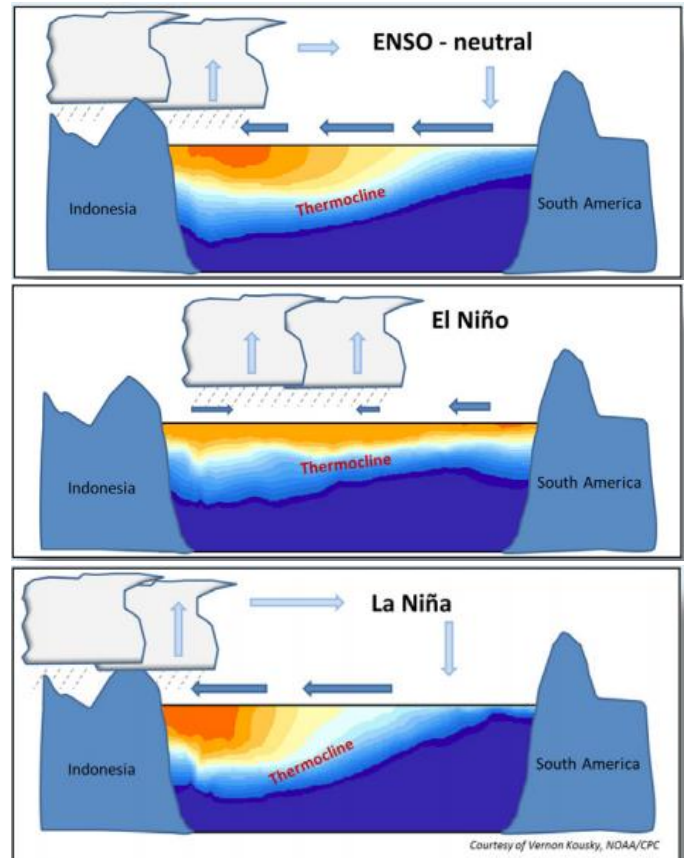 ENSO - neutral
Thermocline
Indonesia
South America
El Niño
Thermocline
Indonesia
South America
La Niña
Thermocline
Indonesia
South America
Courtesy of Vernon Kousky, NOAA/CPC